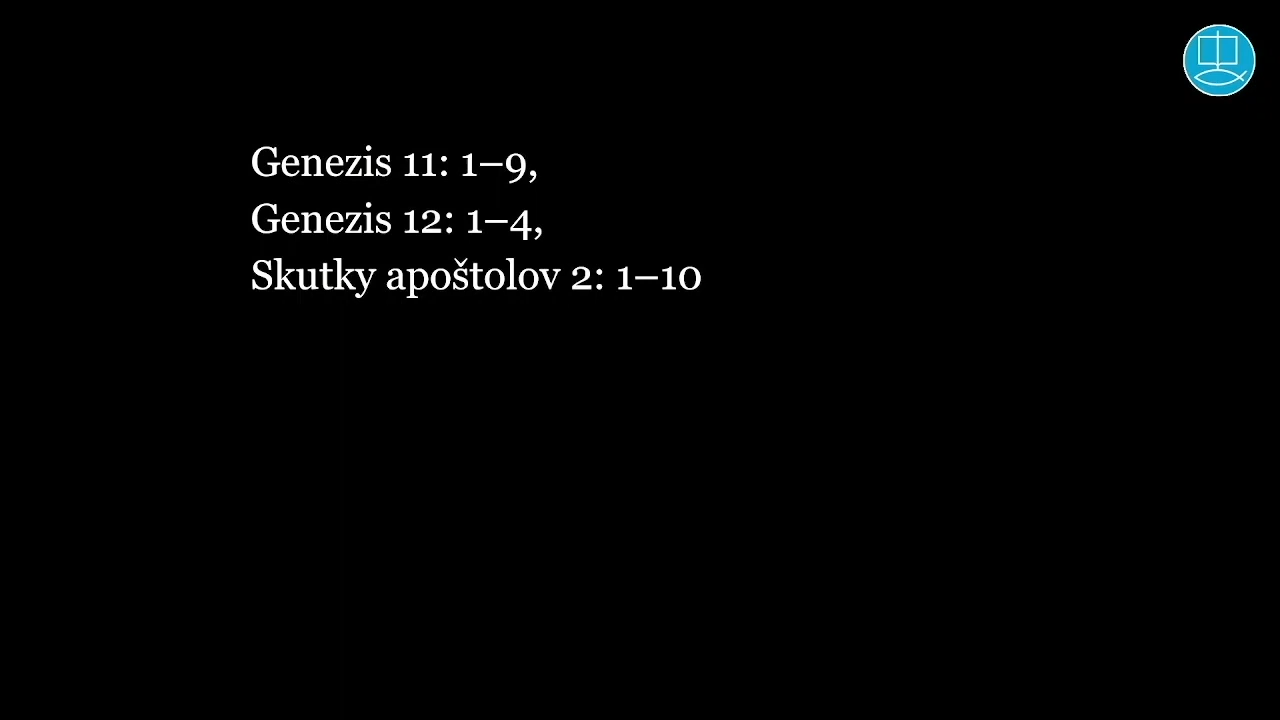 Genezis 11: 1–9,
Genezis 12: 1–4,
Skutky apoštolov 2: 1–10